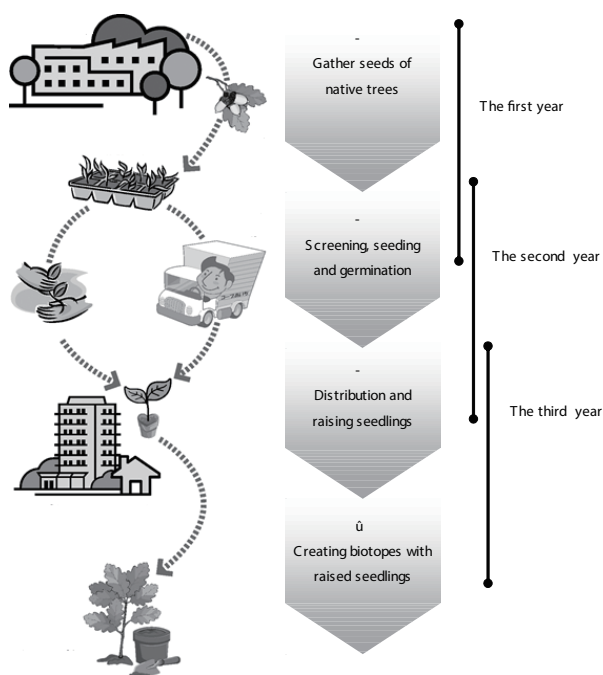 -
Gather seeds of
native trees
The first year
-
Screening, seeding
and germination
The second year
-
Distribution and
raising seedlings
The third year
û
Creating biotopes with
raised seedlings